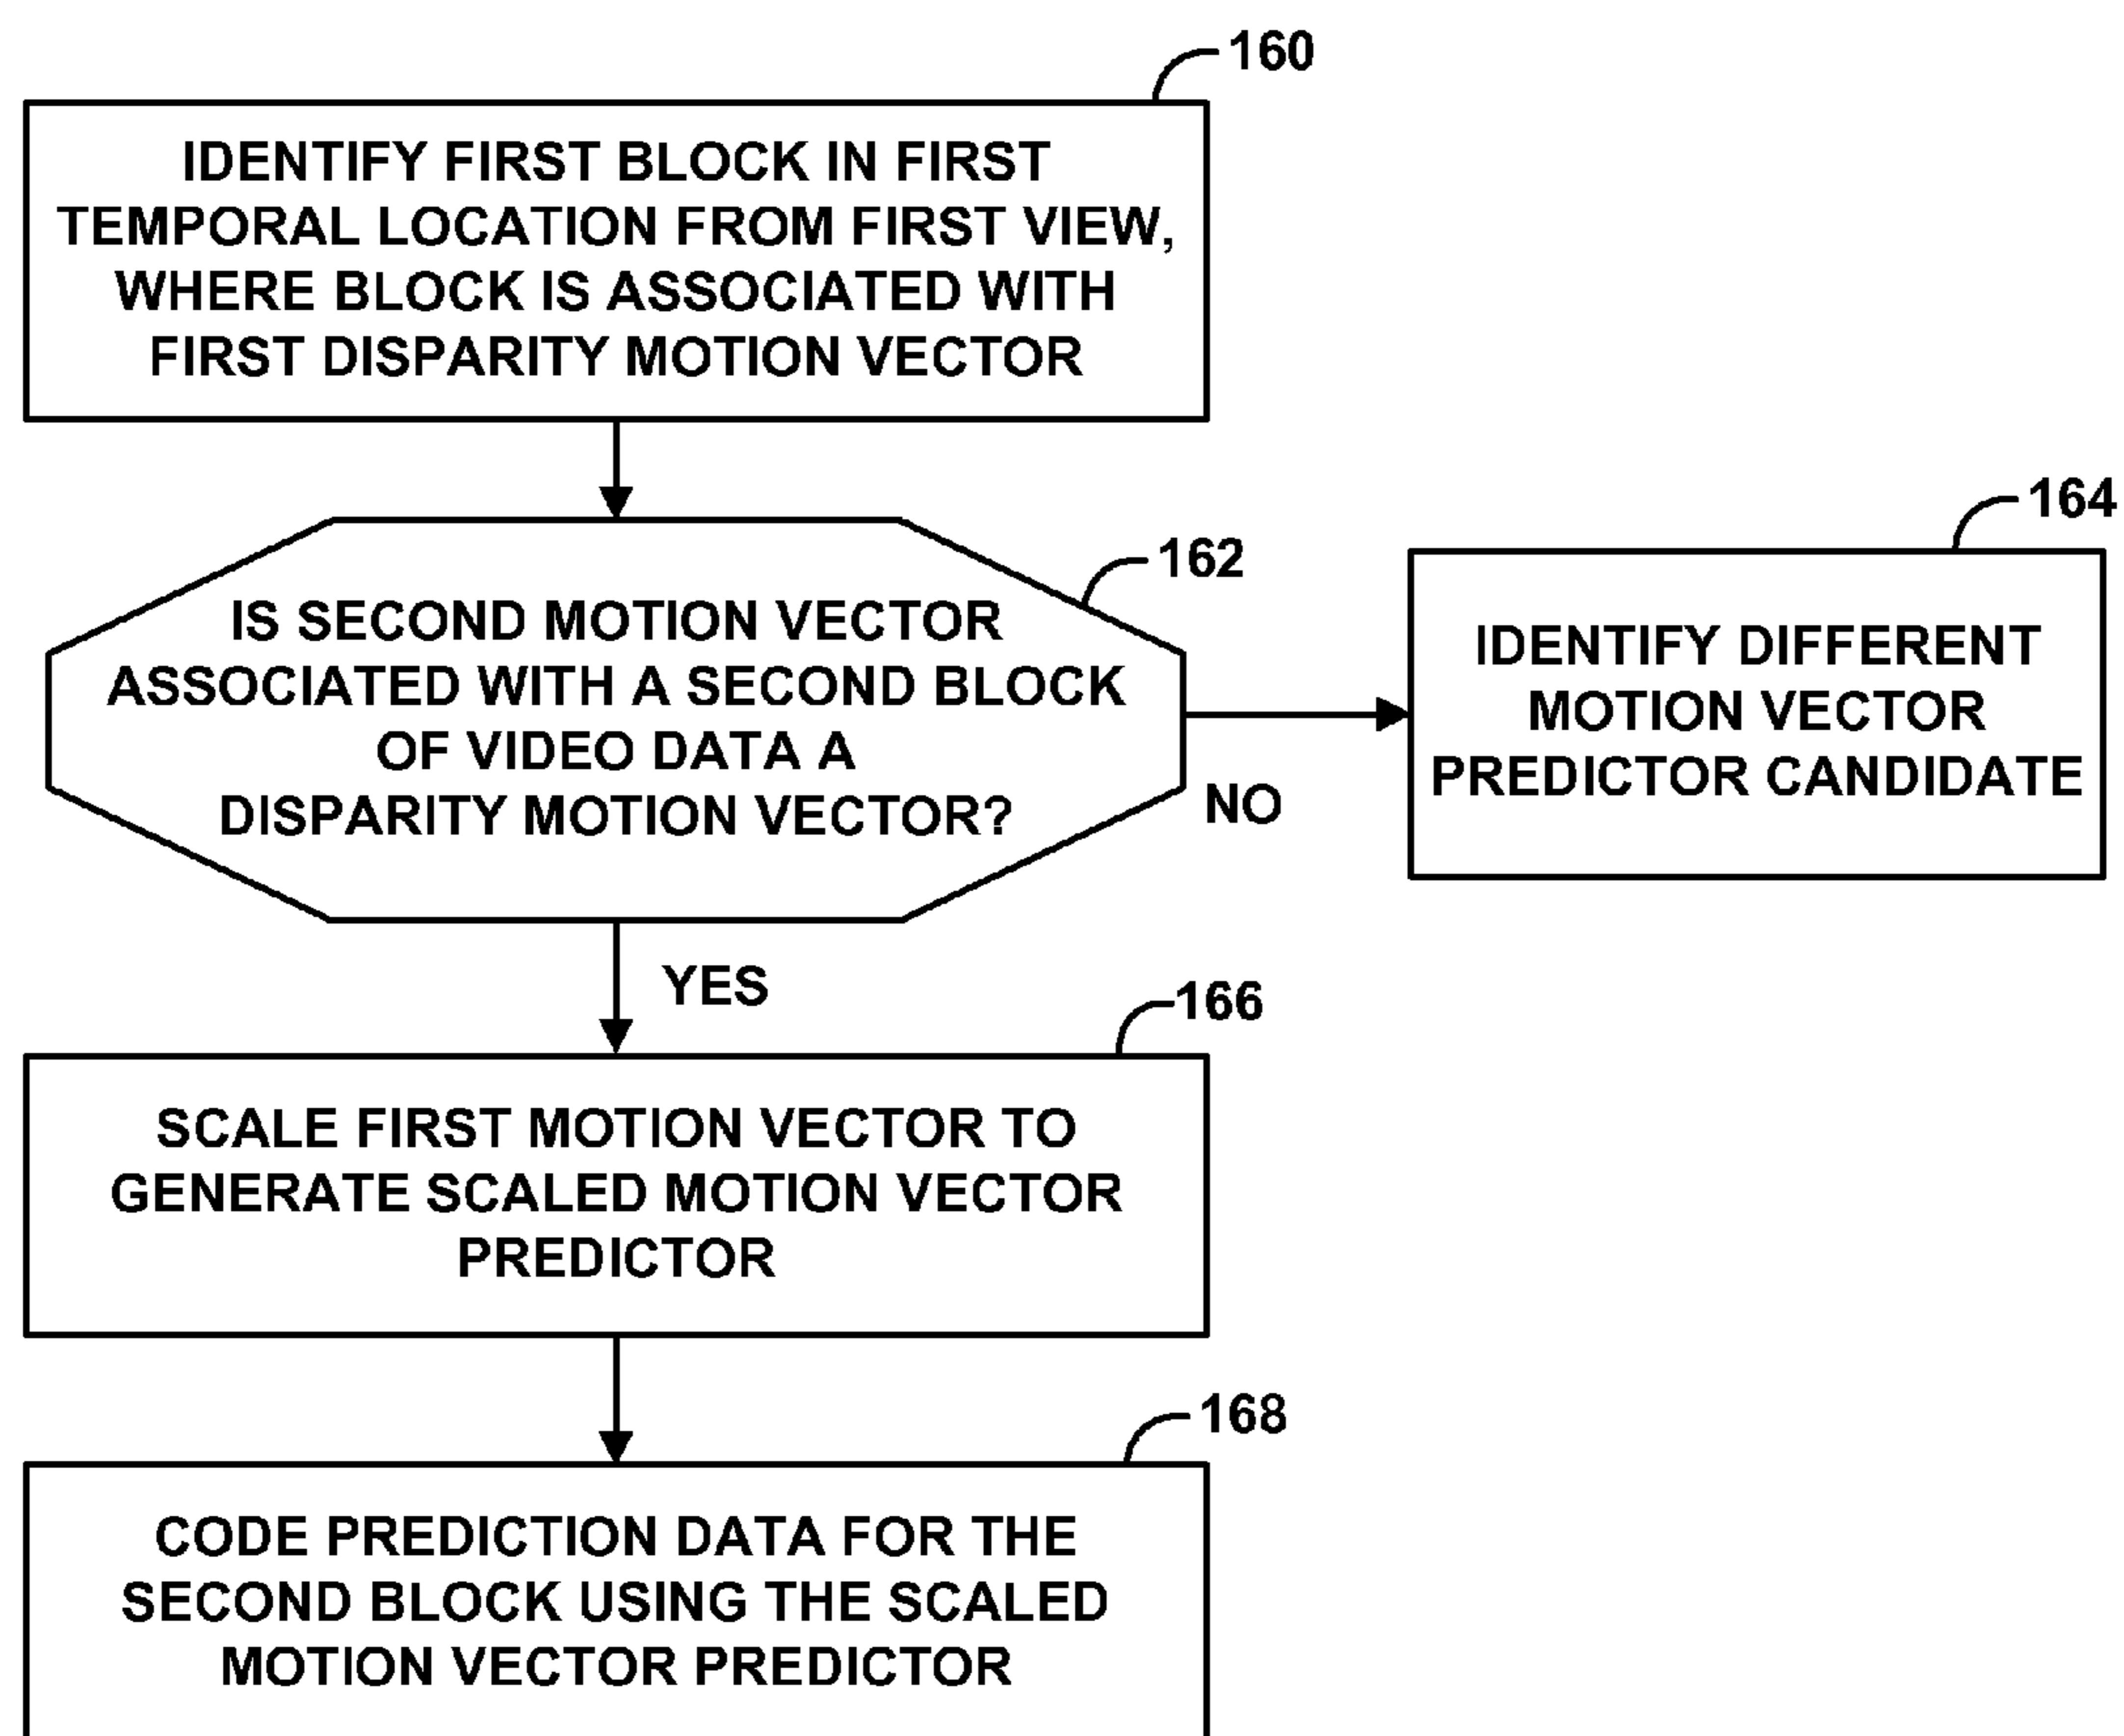 160
IDENTIFY FIRST BLOCK IN FIRST
TEMPORAL LOCATION FROM FIRST VIEW,
WHERE BLOCK IS ASSOCIATED WITH
FIRST DISPARITY MOTION VECTOR
162
IS SECOND MOTION VECTOR
ASSOCIATED WITH A SECOND BLOCK
OF VIDEO DATA A
DISPARITY MOTION VECTOR?
NO
164
IDENTIFY DIFFERENT
MOTION VECTOR
PREDICTOR CANDIDATE
YES
166
SCALE FIRST MOTION VECTOR TO
GENERATE SCALED MOTION VECTOR
PREDICTOR
168
CODE PREDICTION DATA FOR THE
SECOND BLOCK USING THE SCALED
MOTION VECTOR PREDICTOR